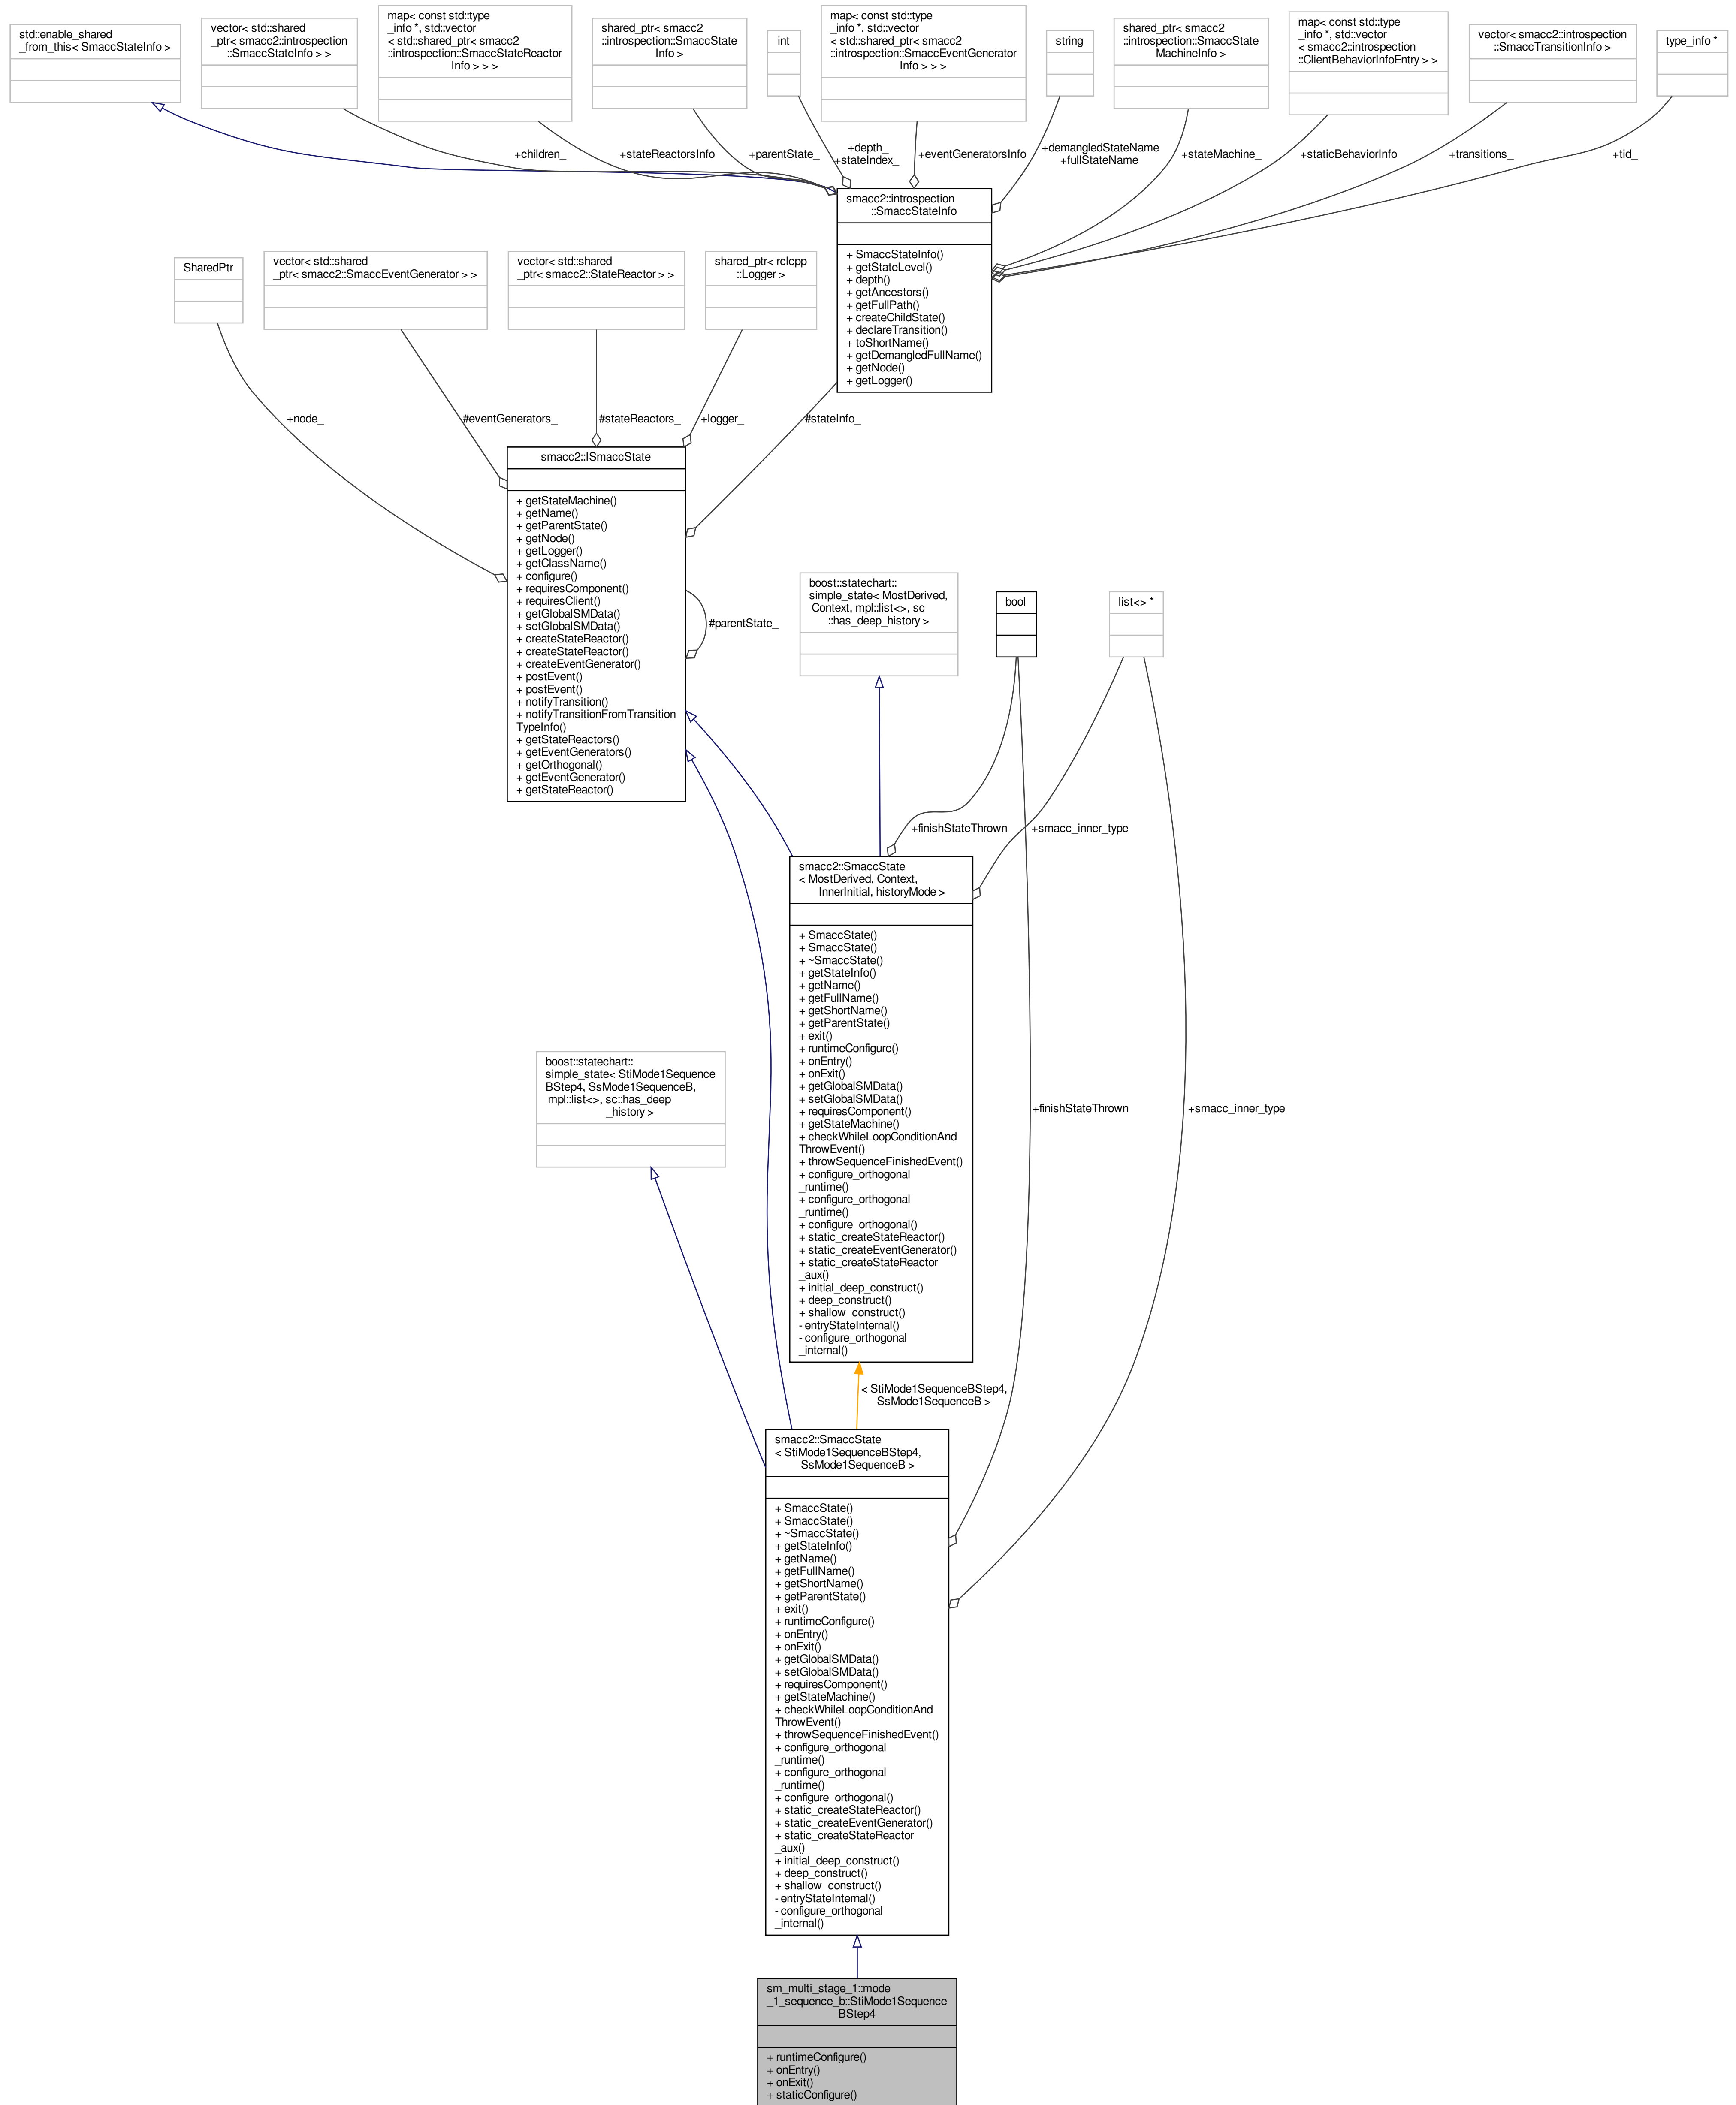 std::enable_shared
_from_this< SmaccStateInfo >
vector< std::shared
_ptr< smacc2::introspection
::SmaccStateInfo > >
map< const std::type
_info *, std::vector
< std::shared_ptr< smacc2
::introspection::SmaccStateReactor
Info > > >
shared_ptr< smacc2
::introspection::SmaccState
Info >
int
map< const std::type
_info *, std::vector
< std::shared_ptr< smacc2
::introspection::SmaccEventGenerator
Info > > >
string
shared_ptr< smacc2
::introspection::SmaccState
MachineInfo >
map< const std::type
_info *, std::vector
< smacc2::introspection
::ClientBehaviorInfoEntry > >
vector< smacc2::introspection
::SmaccTransitionInfo >
type_info *
+children_
+stateReactorsInfo
+parentState_
+depth_
+stateIndex_
+eventGeneratorsInfo
+demangledStateName
+fullStateName
+stateMachine_
+staticBehaviorInfo
+transitions_
+tid_
smacc2::introspection
::SmaccStateInfo
+ SmaccStateInfo()
+ getStateLevel()
+ depth()
+ getAncestors()
+ getFullPath()
+ createChildState()
+ declareTransition()
+ toShortName()
+ getDemangledFullName()
+ getNode()
+ getLogger()
SharedPtr
vector< std::shared
_ptr< smacc2::SmaccEventGenerator > >
vector< std::shared
_ptr< smacc2::StateReactor > >
shared_ptr< rclcpp
::Logger >
+node_
#eventGenerators_
#stateReactors_
+logger_
#stateInfo_
smacc2::ISmaccState
+ getStateMachine()
+ getName()
+ getParentState()
+ getNode()
+ getLogger()
+ getClassName()
+ configure()
+ requiresComponent()
+ requiresClient()
+ getGlobalSMData()
+ setGlobalSMData()
+ createStateReactor()
+ createStateReactor()
+ createEventGenerator()
+ postEvent()
+ postEvent()
+ notifyTransition()
+ notifyTransitionFromTransition
TypeInfo()
+ getStateReactors()
+ getEventGenerators()
+ getOrthogonal()
+ getEventGenerator()
+ getStateReactor()
#parentState_
boost::statechart::
simple_state< MostDerived,
Context, mpl::list<>, sc
::has_deep_history >
bool
list<> *
+finishStateThrown
+smacc_inner_type
smacc2::SmaccState
< MostDerived, Context,
InnerInitial, historyMode >
+ SmaccState()
+ SmaccState()
+ ~SmaccState()
+ getStateInfo()
+ getName()
+ getFullName()
+ getShortName()
+ getParentState()
+ exit()
+ runtimeConfigure()
+ onEntry()
+ onExit()
+ getGlobalSMData()
+ setGlobalSMData()
+ requiresComponent()
+ getStateMachine()
+ checkWhileLoopConditionAnd
ThrowEvent()
+ throwSequenceFinishedEvent()
+ configure_orthogonal
_runtime()
+ configure_orthogonal
_runtime()
+ configure_orthogonal()
+ static_createStateReactor()
+ static_createEventGenerator()
+ static_createStateReactor
_aux()
+ initial_deep_construct()
+ deep_construct()
+ shallow_construct()
- entryStateInternal()
- configure_orthogonal
_internal()
boost::statechart::
simple_state< StiMode1Sequence
BStep4, SsMode1SequenceB,
mpl::list<>, sc::has_deep
_history >
+finishStateThrown
+smacc_inner_type
< StiMode1SequenceBStep4,
SsMode1SequenceB >
smacc2::SmaccState
< StiMode1SequenceBStep4,
SsMode1SequenceB >
+ SmaccState()
+ SmaccState()
+ ~SmaccState()
+ getStateInfo()
+ getName()
+ getFullName()
+ getShortName()
+ getParentState()
+ exit()
+ runtimeConfigure()
+ onEntry()
+ onExit()
+ getGlobalSMData()
+ setGlobalSMData()
+ requiresComponent()
+ getStateMachine()
+ checkWhileLoopConditionAnd
ThrowEvent()
+ throwSequenceFinishedEvent()
+ configure_orthogonal
_runtime()
+ configure_orthogonal
_runtime()
+ configure_orthogonal()
+ static_createStateReactor()
+ static_createEventGenerator()
+ static_createStateReactor
_aux()
+ initial_deep_construct()
+ deep_construct()
+ shallow_construct()
- entryStateInternal()
- configure_orthogonal
_internal()
sm_multi_stage_1::mode
_1_sequence_b::StiMode1Sequence
BStep4
+ runtimeConfigure()
+ onEntry()
+ onExit()
+ staticConfigure()